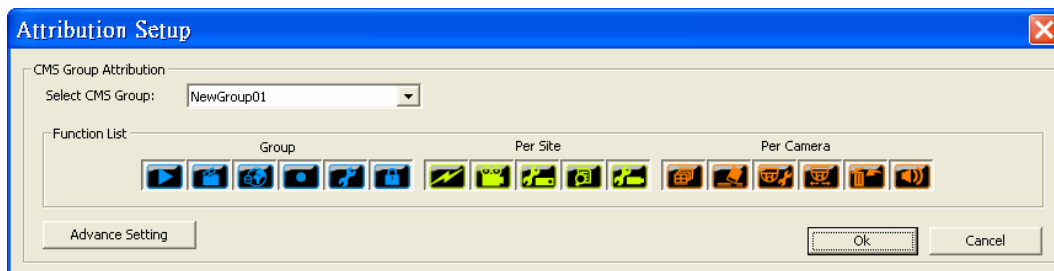 Attribution Setup
CMS Group Attribution
Select CMS Group: NewGroup01
Function List
Group Per Site Per Camera
Advance Setting Ok Cancel